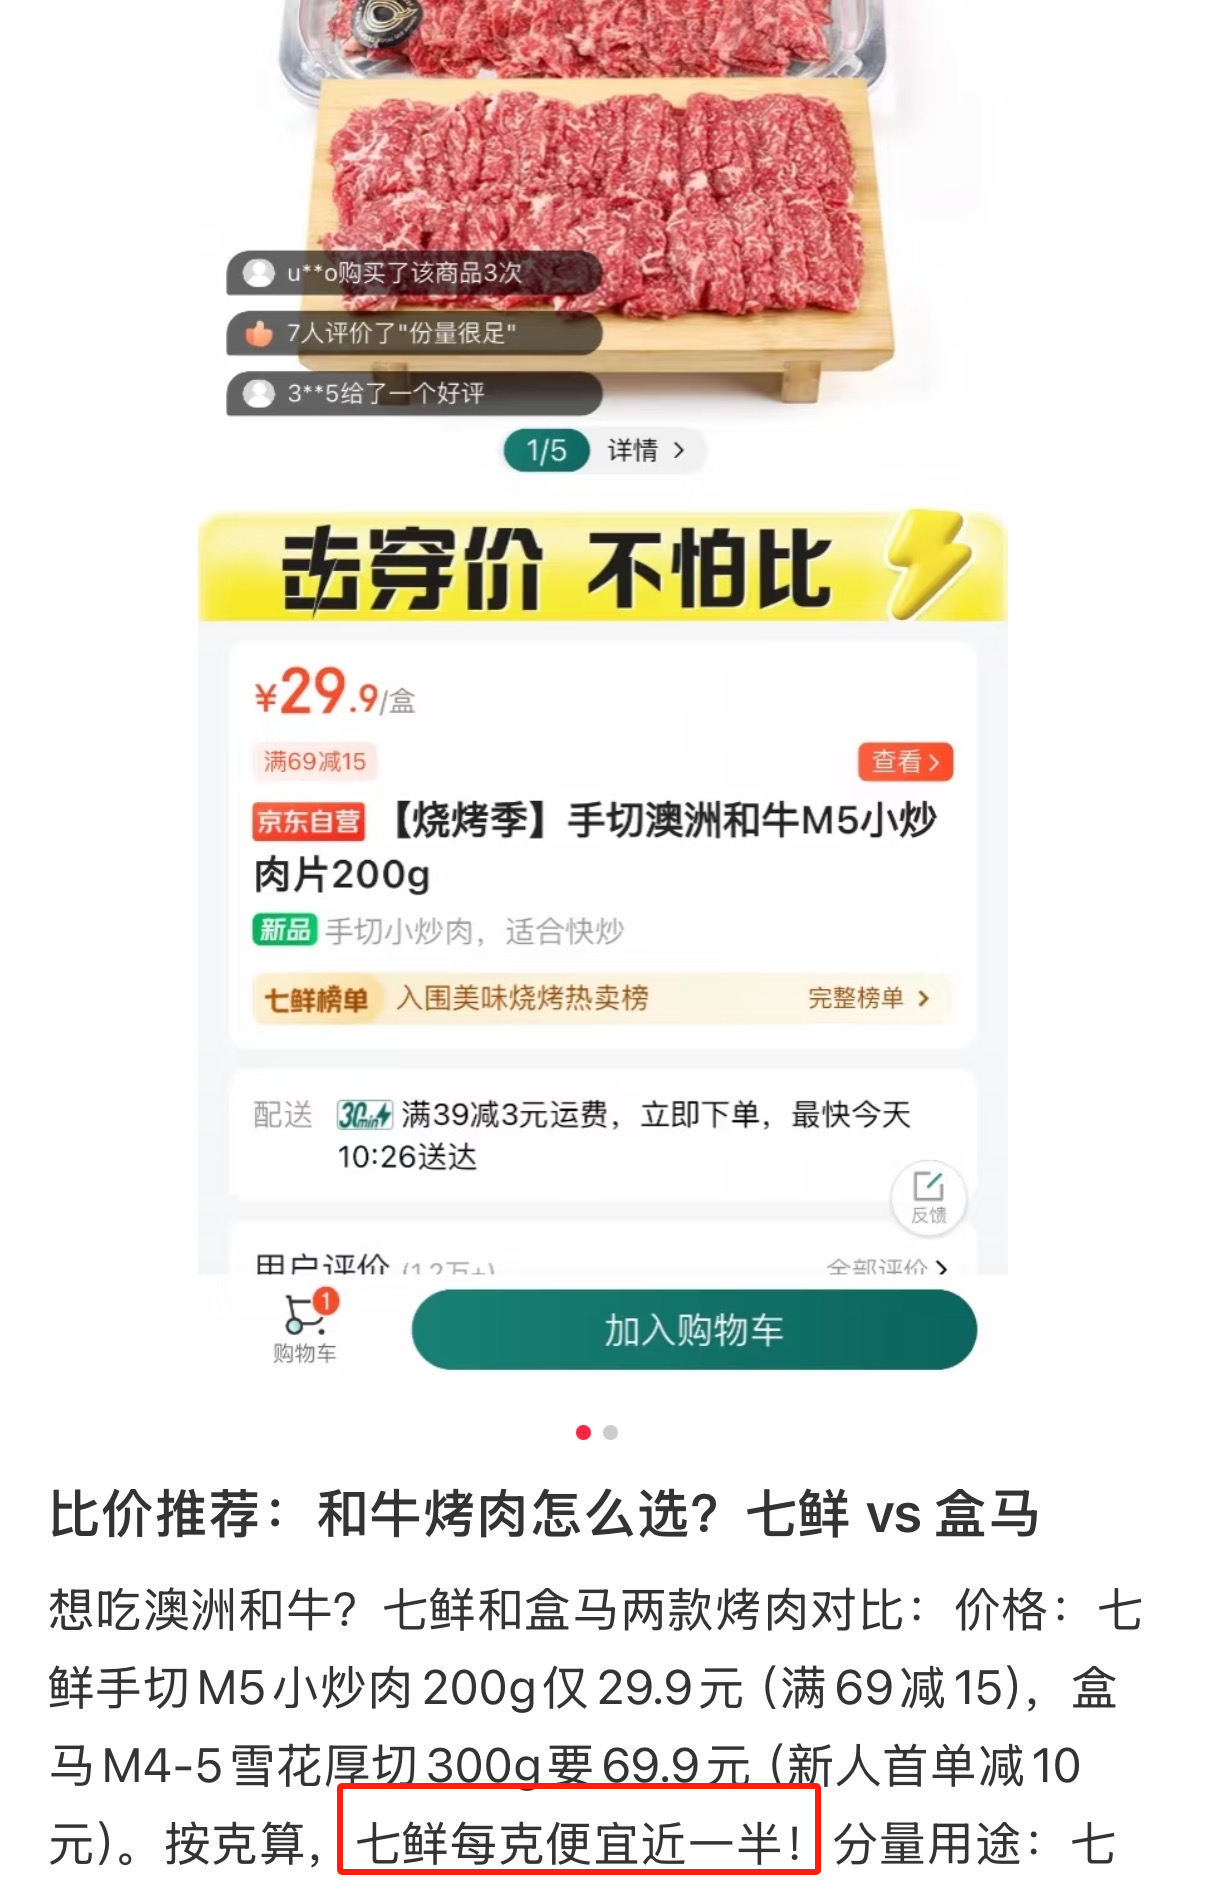 u**o购买了该商品3次
7人评价了"份量很足"
3**5给了一个好评
1/5 详情 >
击穿价 不怕比
¥29.9/盒
满69减15 查看 >
京东自营 【烧烤季】手切澳洲和牛M5小炒
肉片200g
新品 手切小炒肉，适合快炒
七鲜榜单 入围美味烧烤热卖榜 完整榜单 >
配送 30min 满39减3元运费，立即下单，最快今天
10:26送达
反馈
用户评价 (1.2万+) 全部评价 >
1
购物车 加入购物车
比价推荐：和牛烤肉怎么选？七鲜 vs 盒马
想吃澳洲和牛？七鲜和盒马两款烤肉对比：价格：七
鲜手切M5小炒肉200g仅29.9元（满69减15），盒
马M4-5雪花厚切300g要69.9元（新人首单减10
元）。按克算，七鲜每克便宜近一半！分量用途：七